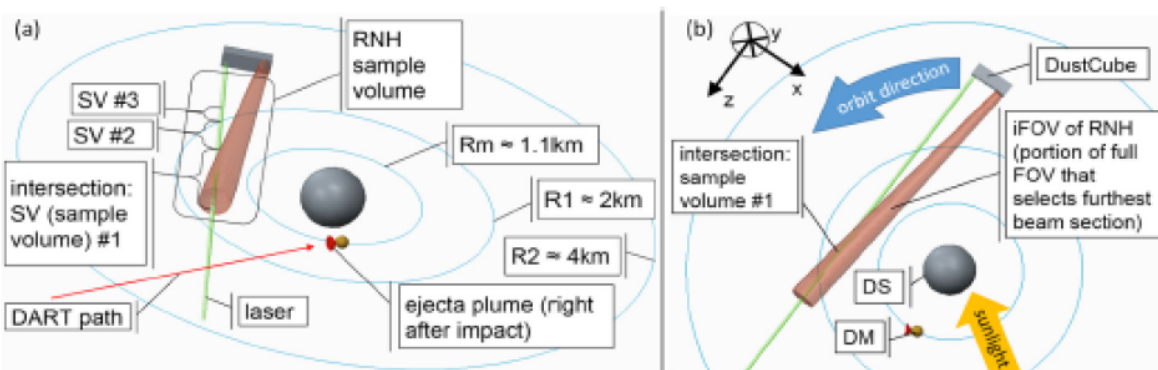 (a)
RNH
sample
volume
SV #3
SV #2
intersection:
SV (sample
volume) #1
DART path
laser
Rm ≈ 1.1km
R1 ≈ 2km
R2 ≈ 4km
ejecta plume (right
after impact)
(b)
y
z
x
orbit direction
DustCube
intersection:
sample
volume #1
iFOV of RNH
(portion of full
FOV that
selects furthest
beam section)
DS
DM
sunlight